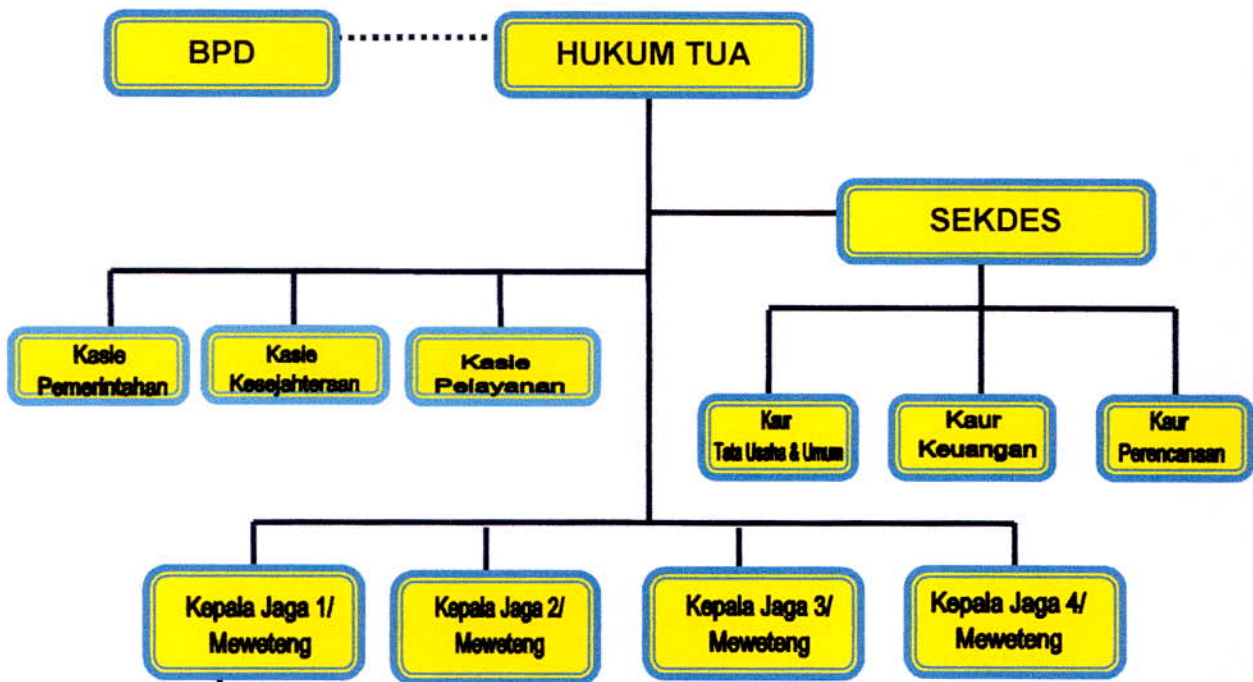 BPD
HUKUM TUA
SEKDES
Kasie
Pemerintahan
Kasie
Kesejahteraan
Kasie
Pelayanan
Kaur
Tata Usaha & Umum
Kaur
Keuangan
Kaur
Perencanaan
Kepala Jaga 1/
Meweteng
Kepala Jaga 2/
Meweteng
Kepala Jaga 3/
Meweteng
Kepala Jaga 4/
Meweteng